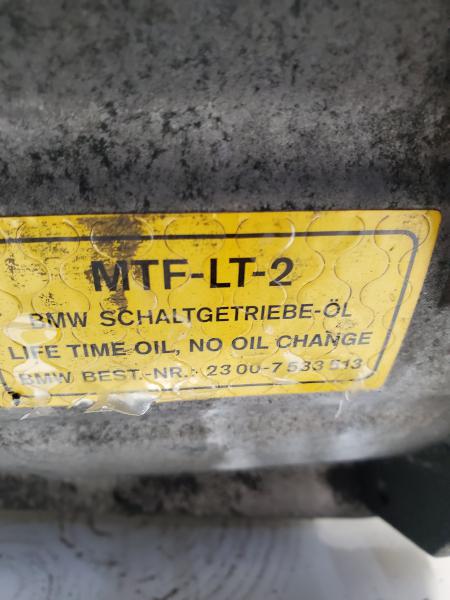 MTF-LT-2
BMW SCHALTGETRIEBE-ÖL
LIFE TIME OIL, NO OIL CHANGE
BMW BEST.-NR.: 23 00-7 533 513